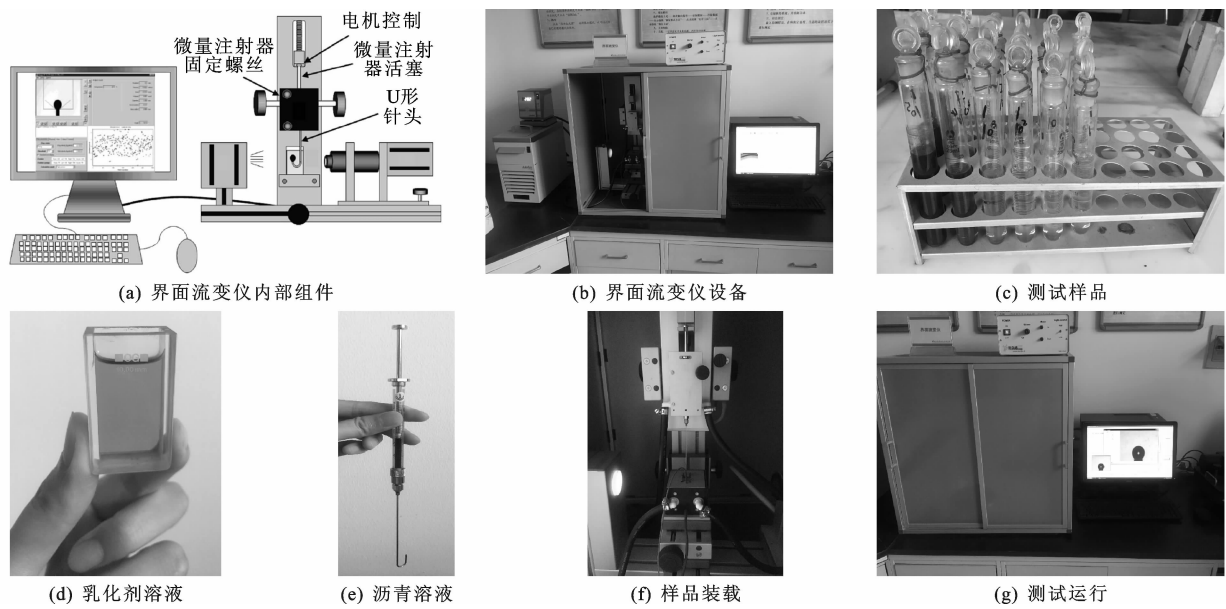 电机控制
微量注射器
固定螺丝
微量注射
器活塞
U形
针头
(a) 界面流变仪内部组件
(b) 界面流变仪设备
(c) 测试样品
(d) 乳化剂溶液
(e) 沥青溶液
(f) 样品装载
(g) 测试运行